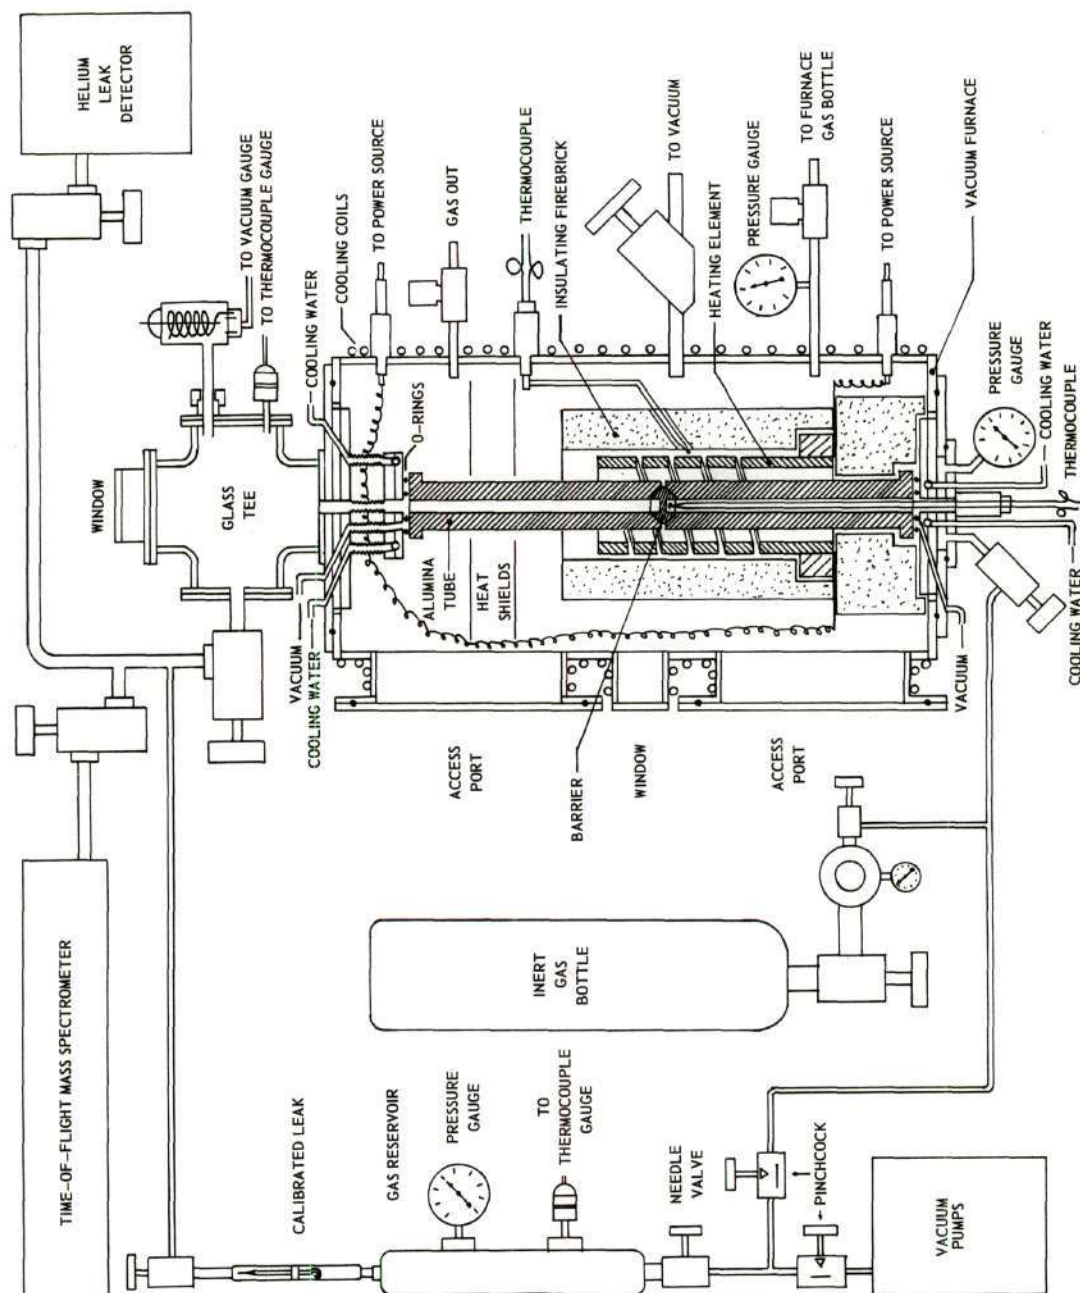 HELIUM
LEAK
DETECTOR
TO VACUUM GAUGE
TO THERMOCOUPLE GAUGE
COOLING WATER
COOLING COILS
TO POWER SOURCE
GAS OUT
THERMOCOUPLE
INSULATING FIREBRICK
TO VACUUM
HEATING ELEMENT
PRESSURE GAUGE
TO FURNACE
GAS BOTTLE
TO POWER SOURCE
VACUUM FURNACE
WINDOW
GLASS
TEE
O-RINGS
ALUMINA
TUBE
HEAT
SHIELDS
PRESSURE
GAUGE
COOLING WATER
THERMOCOUPLE
VACUUM
COOLING WATER
VACUUM
COOLING WATER
ACCESS
PORT
BARRIER
WINDOW
ACCESS
PORT
TIME-OF-FLIGHT MASS SPECTROMETER
INERT
GAS
BOTTLE
CALIBRATED LEAK
GAS RESERVOIR
PRESSURE
GAUGE
TO
THERMOCOUPLE
GAUGE
NEEDLE
VALVE
PINCHCOCK
VACUUM
PUMPS